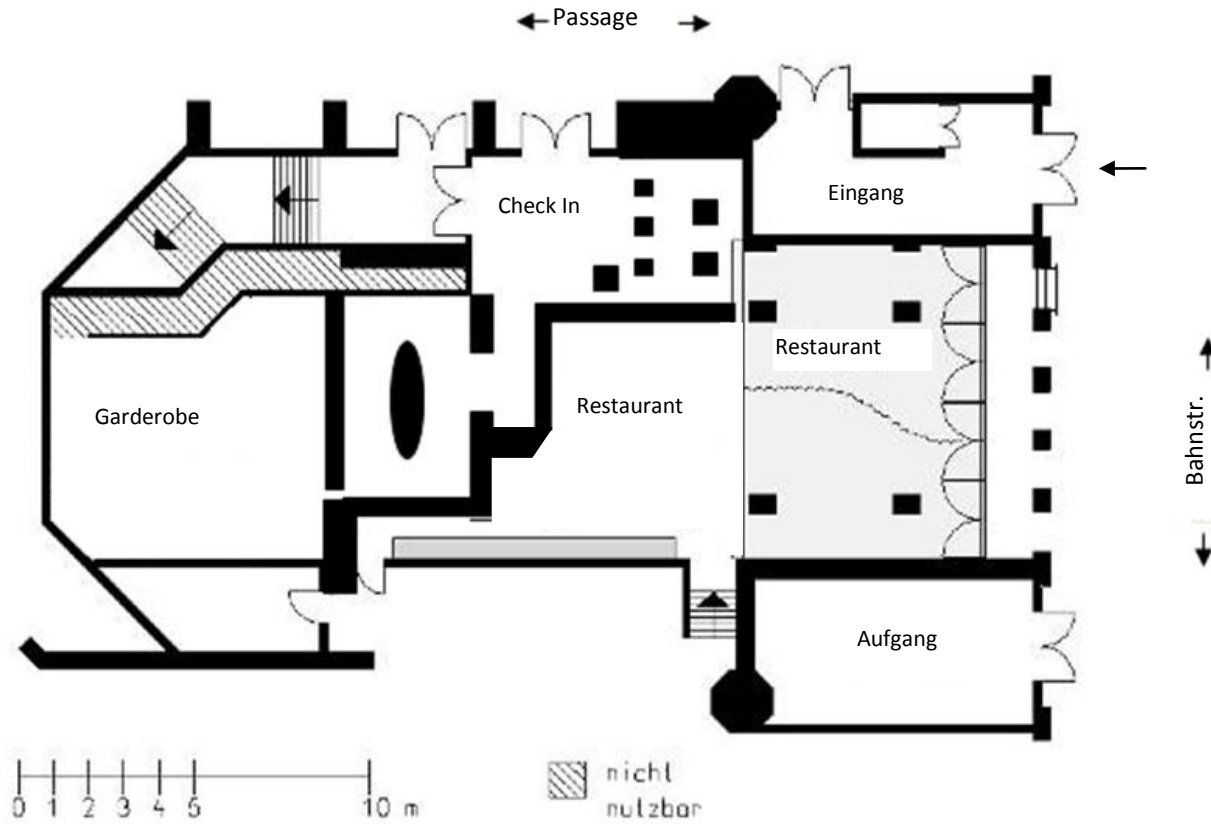 Passage
Eingang
Check In
Restaurant
Restaurant
Garderobe
Bahnstr.
Aufgang
0 1 2 3 4 5 10 m
nicht
nutzbar